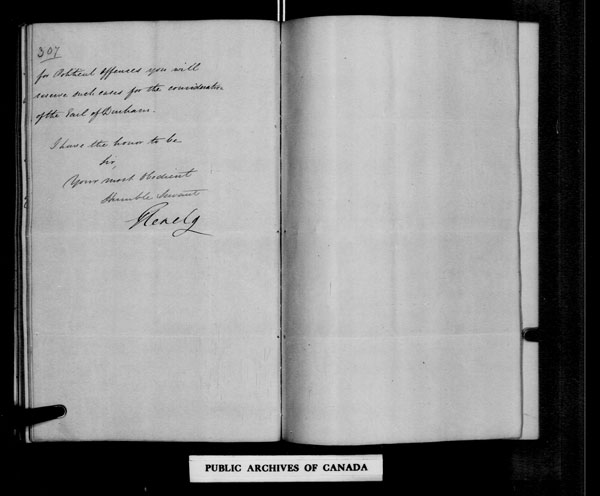 307
for Political Offences you will
reserve such cases for the consideration
of the Earl of Durham.
I have the honor to be
Sir,
Your most Obedient
Humble Servant
Glenelg
PUBLIC ARCHIVES OF CANADA